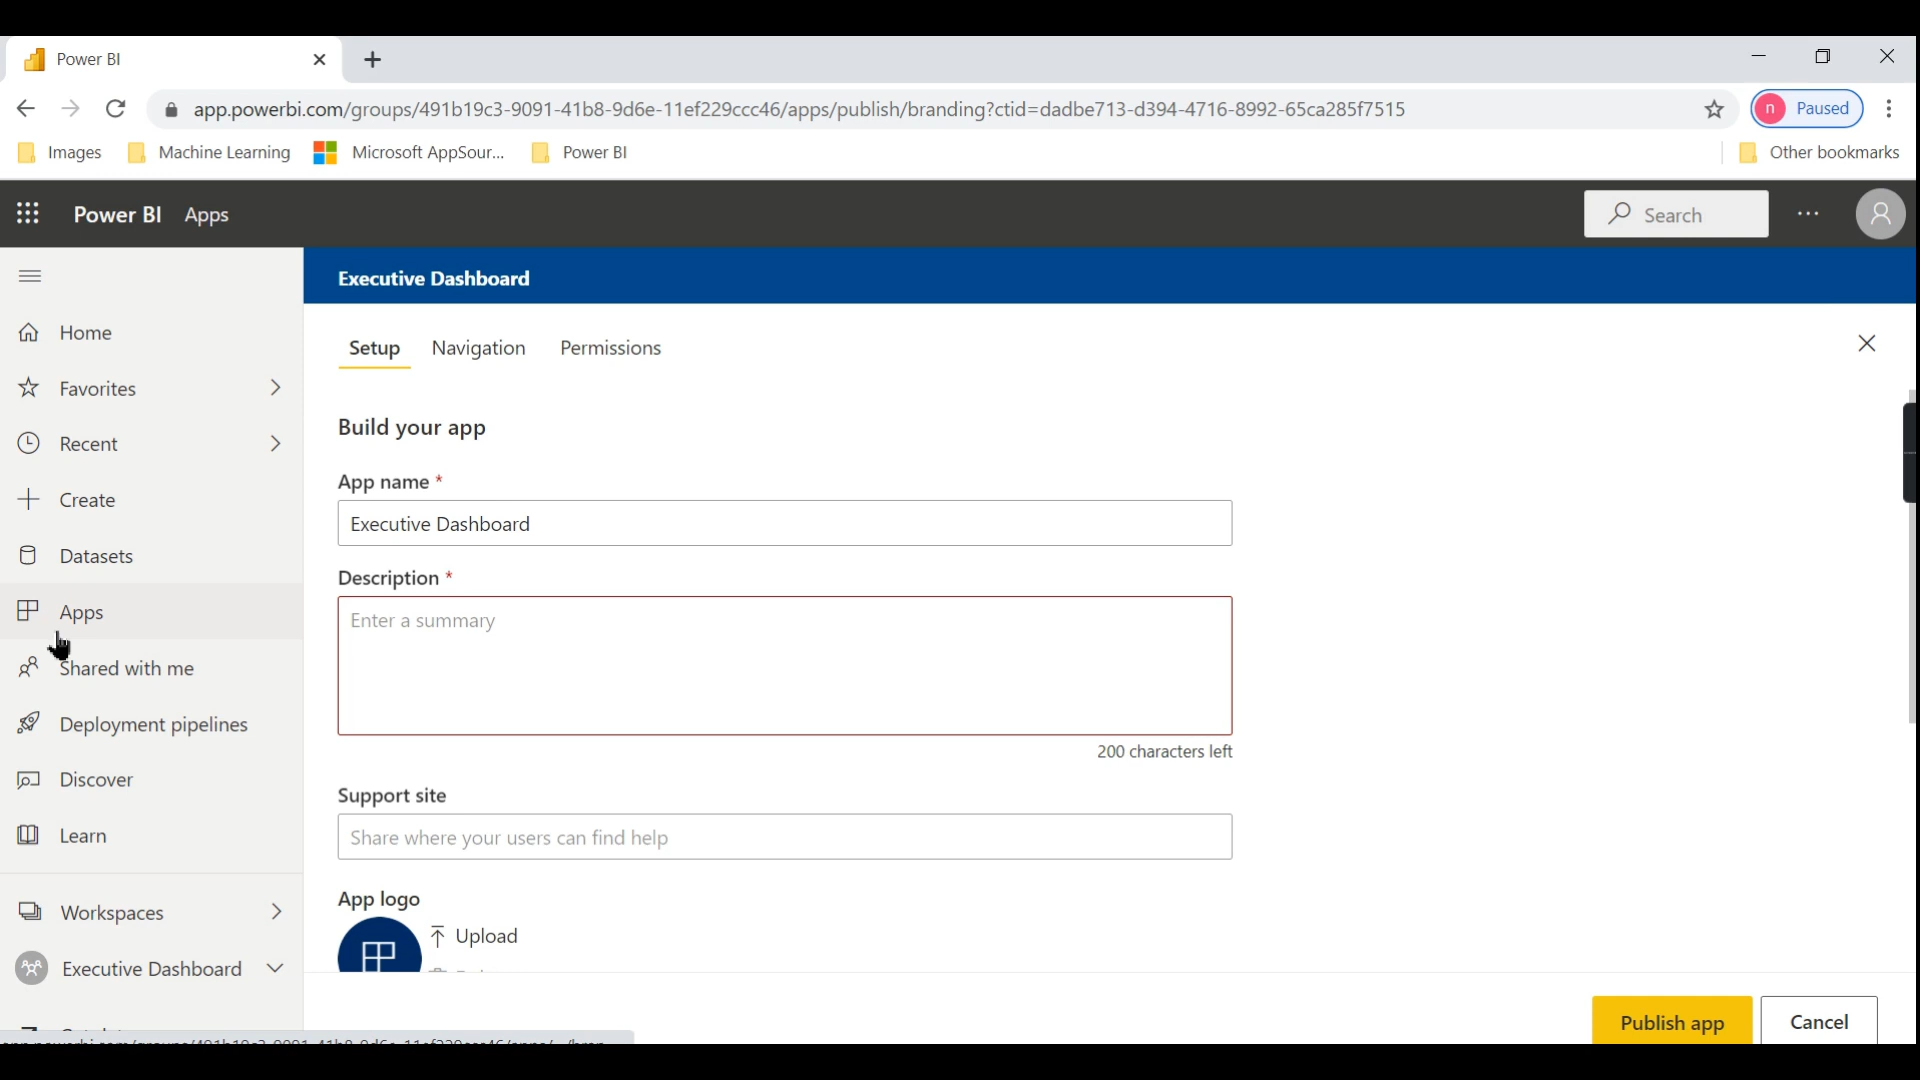 Power BI
app.powerbi.com/groups/491b19c3-9091-41b8-9d6e-11ef229ccc46/apps/publish/branding?ctid=dadbe713-d394-4716-8992-65ca285f7515
n Paused
Images Machine Learning Microsoft AppSour... Power BI Other bookmarks
Power BI Apps Search
Executive Dashboard
Home
Favorites
Recent
Create
Datasets
Apps
Shared with me
Deployment pipelines
Discover
Learn
Workspaces
Executive Dashboard
Setup Navigation Permissions
Build your app
App name *
Executive Dashboard
Description *
Enter a summary
200 characters left
Support site
Share where your users can find help
App logo
Upload
Publish app Cancel